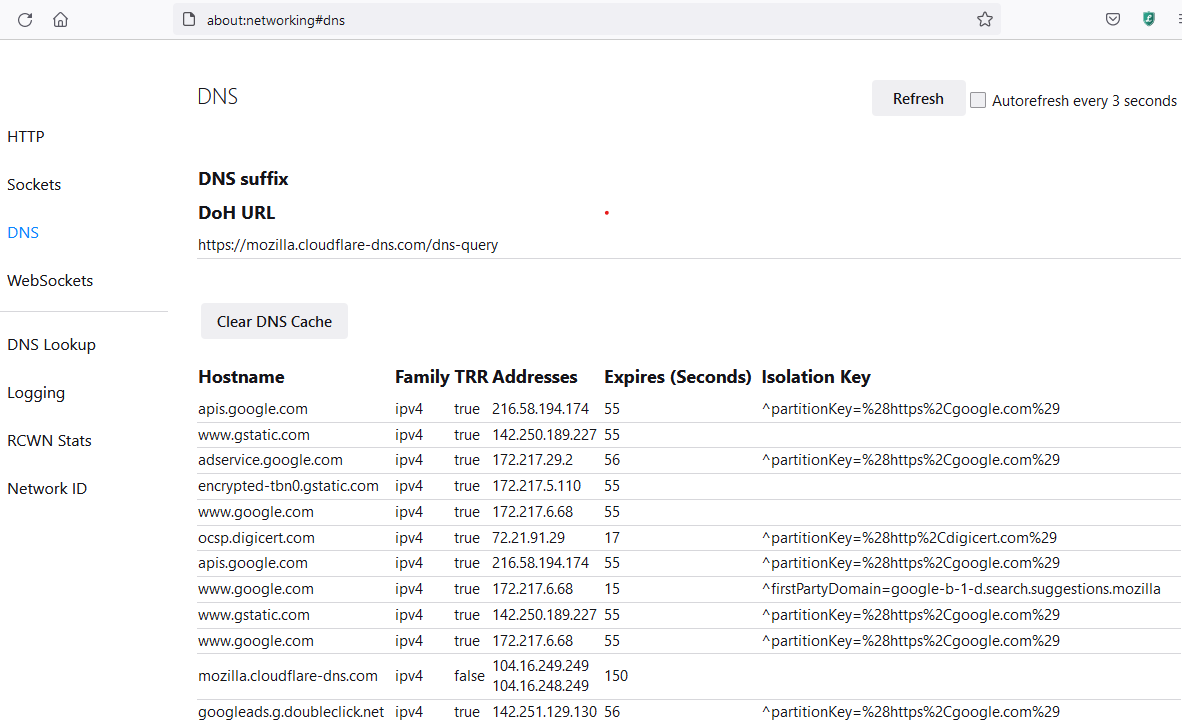 about:networking#dns
DNS
Refresh
Autorefresh every 3 seconds
HTTP
Sockets
DNS
WebSockets
DNS Lookup
Logging
RCWN Stats
Network ID
DNS suffix
DoH URL
https://mozilla.cloudflare-dns.com/dns-query
Clear DNS Cache
Hostname Family TRR Addresses Expires (Seconds) Isolation Key
apis.google.com ipv4 true 216.58.194.174 55 ^partitionKey=%28https%2Cgoogle.com%29
www.gstatic.com ipv4 true 142.250.189.227 55
adservice.google.com ipv4 true 172.217.29.2 56 ^partitionKey=%28https%2Cgoogle.com%29
encrypted-tbn0.gstatic.com ipv4 true 172.217.5.110 55
www.google.com ipv4 true 172.217.6.68 55
ocsp.digicert.com ipv4 true 72.21.91.29 17 ^partitionKey=%28http%2Cdigicert.com%29
apis.google.com ipv4 true 216.58.194.174 55 ^partitionKey=%28https%2Cgoogle.com%29
www.google.com ipv4 true 172.217.6.68 15 ^firstPartyDomain=google-b-1-d.search.suggestions.mozilla
www.gstatic.com ipv4 true 142.250.189.227 55 ^partitionKey=%28https%2Cgoogle.com%29
www.google.com ipv4 true 172.217.6.68 55 ^partitionKey=%28https%2Cgoogle.com%29
mozilla.cloudflare-dns.com ipv4 false 104.16.249.249 150
104.16.248.249
googleads.g.doubleclick.net ipv4 true 142.251.129.130 56 ^partitionKey=%28https%2Cgoogle.com%29